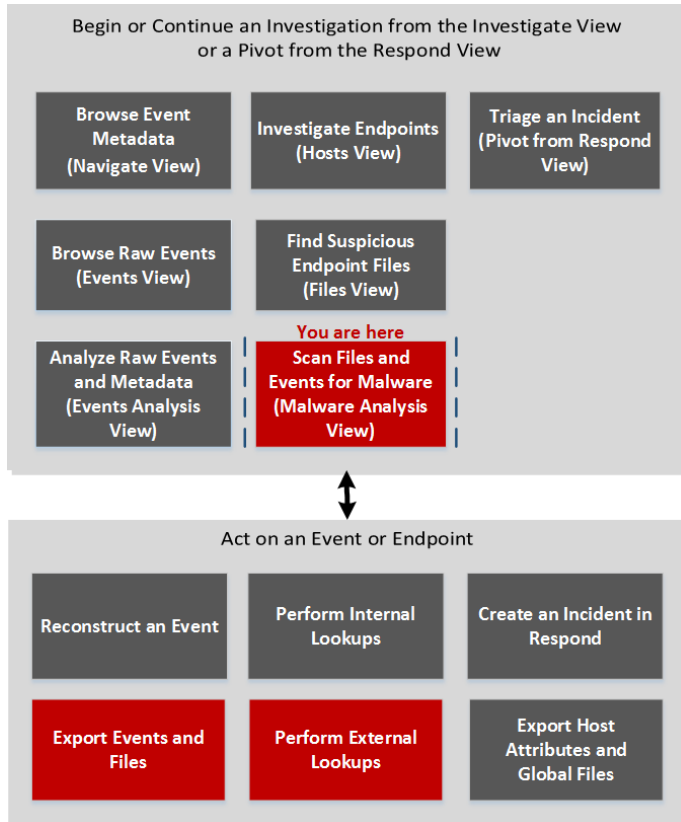 Begin or Continue an Investigation from the Investigate View
or a Pivot from the Respond View
Browse Event
Metadata
(Navigate View)
Investigate Endpoints
(Hosts View)
Triage an Incident
(Pivot from Respond
View)
Browse Raw Events
(Events View)
Find Suspicious
Endpoint Files
(Files View)
Analyze Raw Events
and Metadata
(Events Analysis
View)
You are here
Scan Files and
Events for Malware
(Malware Analysis
View)
Act on an Event or Endpoint
Reconstruct an Event
Perform Internal
Lookups
Create an Incident in
Respond
Export Events and
Files
Perform External
Lookups
Export Host
Attributes and
Global Files